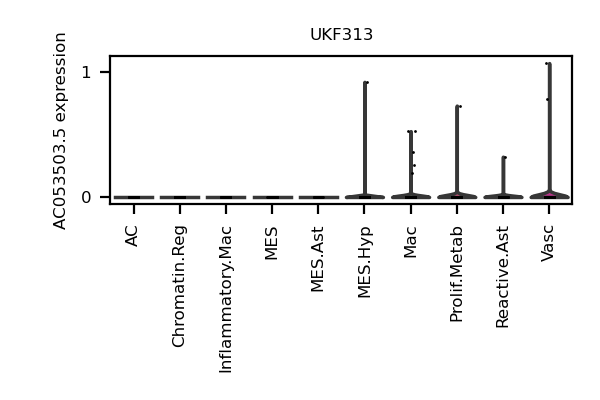 UKF313
AC053503.5 expression
1
0
AC
Chromatin.Reg
Inflammatory.Mac
MES
MES.Ast
MES.Hyp
Mac
Prolif.Metab
Reactive.Ast
Vasc